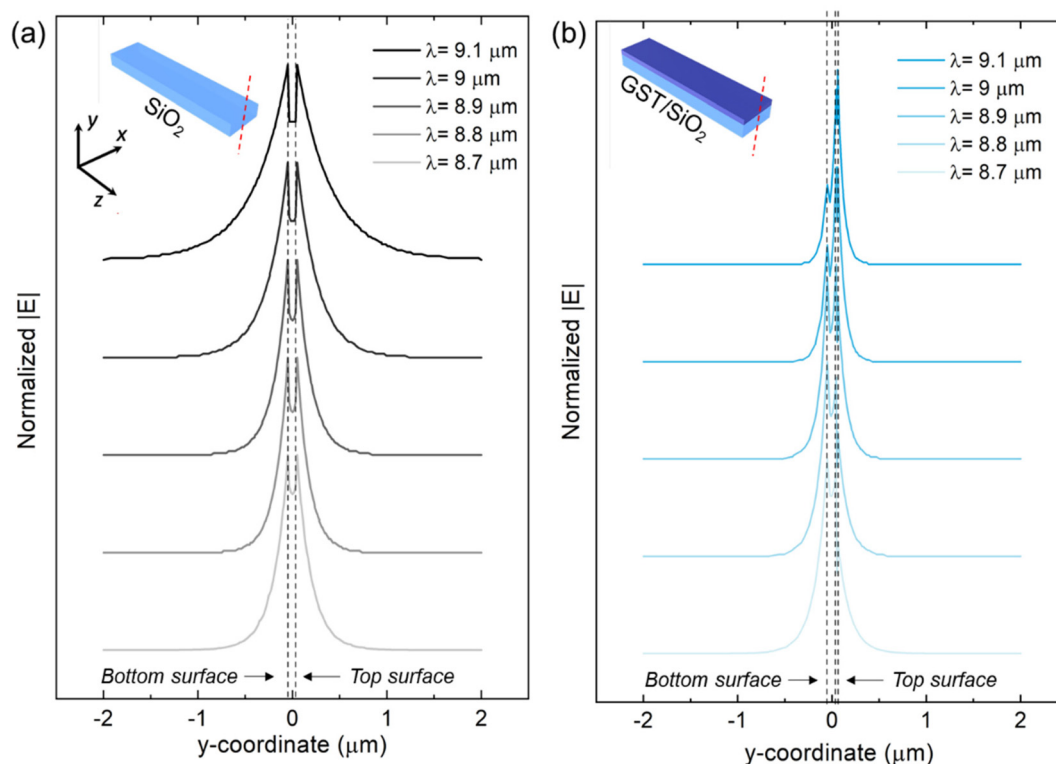 (a)
λ= 9.1 μm
λ= 9 μm
λ= 8.9 μm
λ= 8.8 μm
λ= 8.7 μm
SiO2
y
x
z
Normalized |E|
Bottom surface
Top surface
-2
-1
0
1
2
y-coordinate (μm)
(b)
λ= 9.1 μm
λ= 9 μm
λ= 8.9 μm
λ= 8.8 μm
λ= 8.7 μm
GST/SiO2
Normalized |E|
Bottom surface
Top surface
-2
-1
0
1
2
y-coordinate (μm)